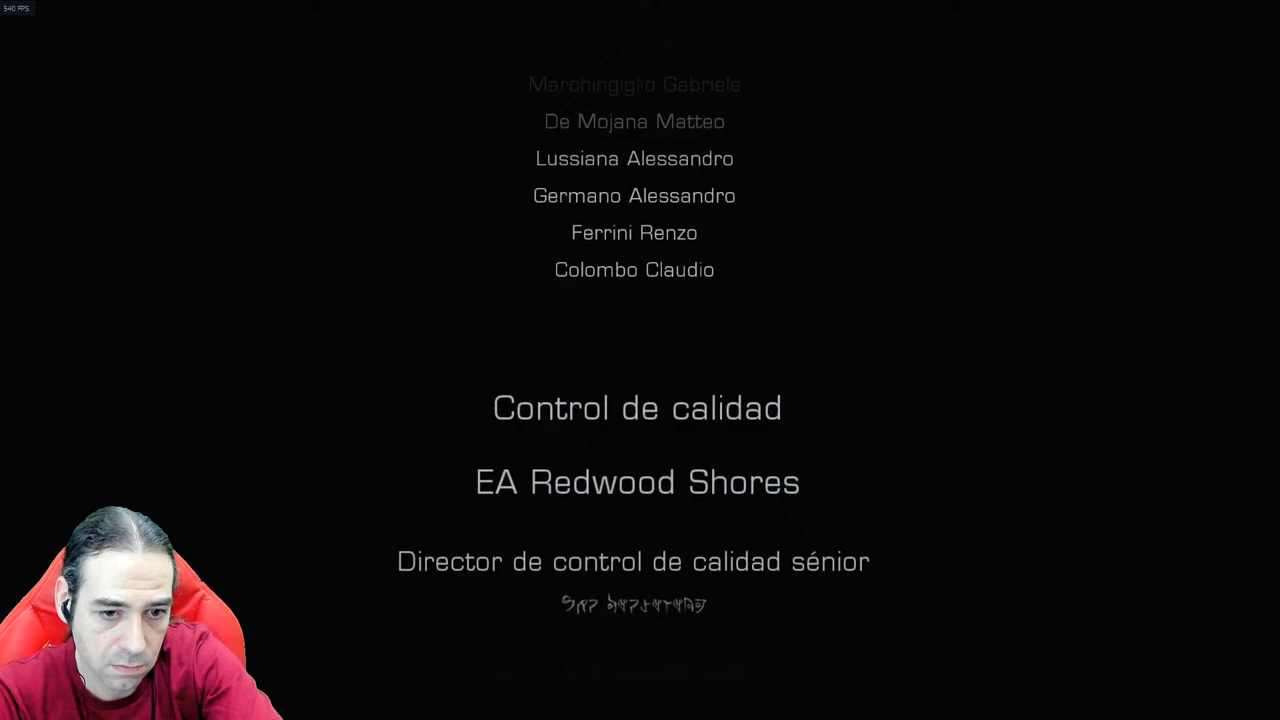 540 FPS
Marchingiglio Gabriele
De Mojana Matteo
Lussiana Alessandro
Germano Alessandro
Ferrini Renzo
Colombo Claudio
Control de calidad
EA Redwood Shores
Director de control de calidad sénior